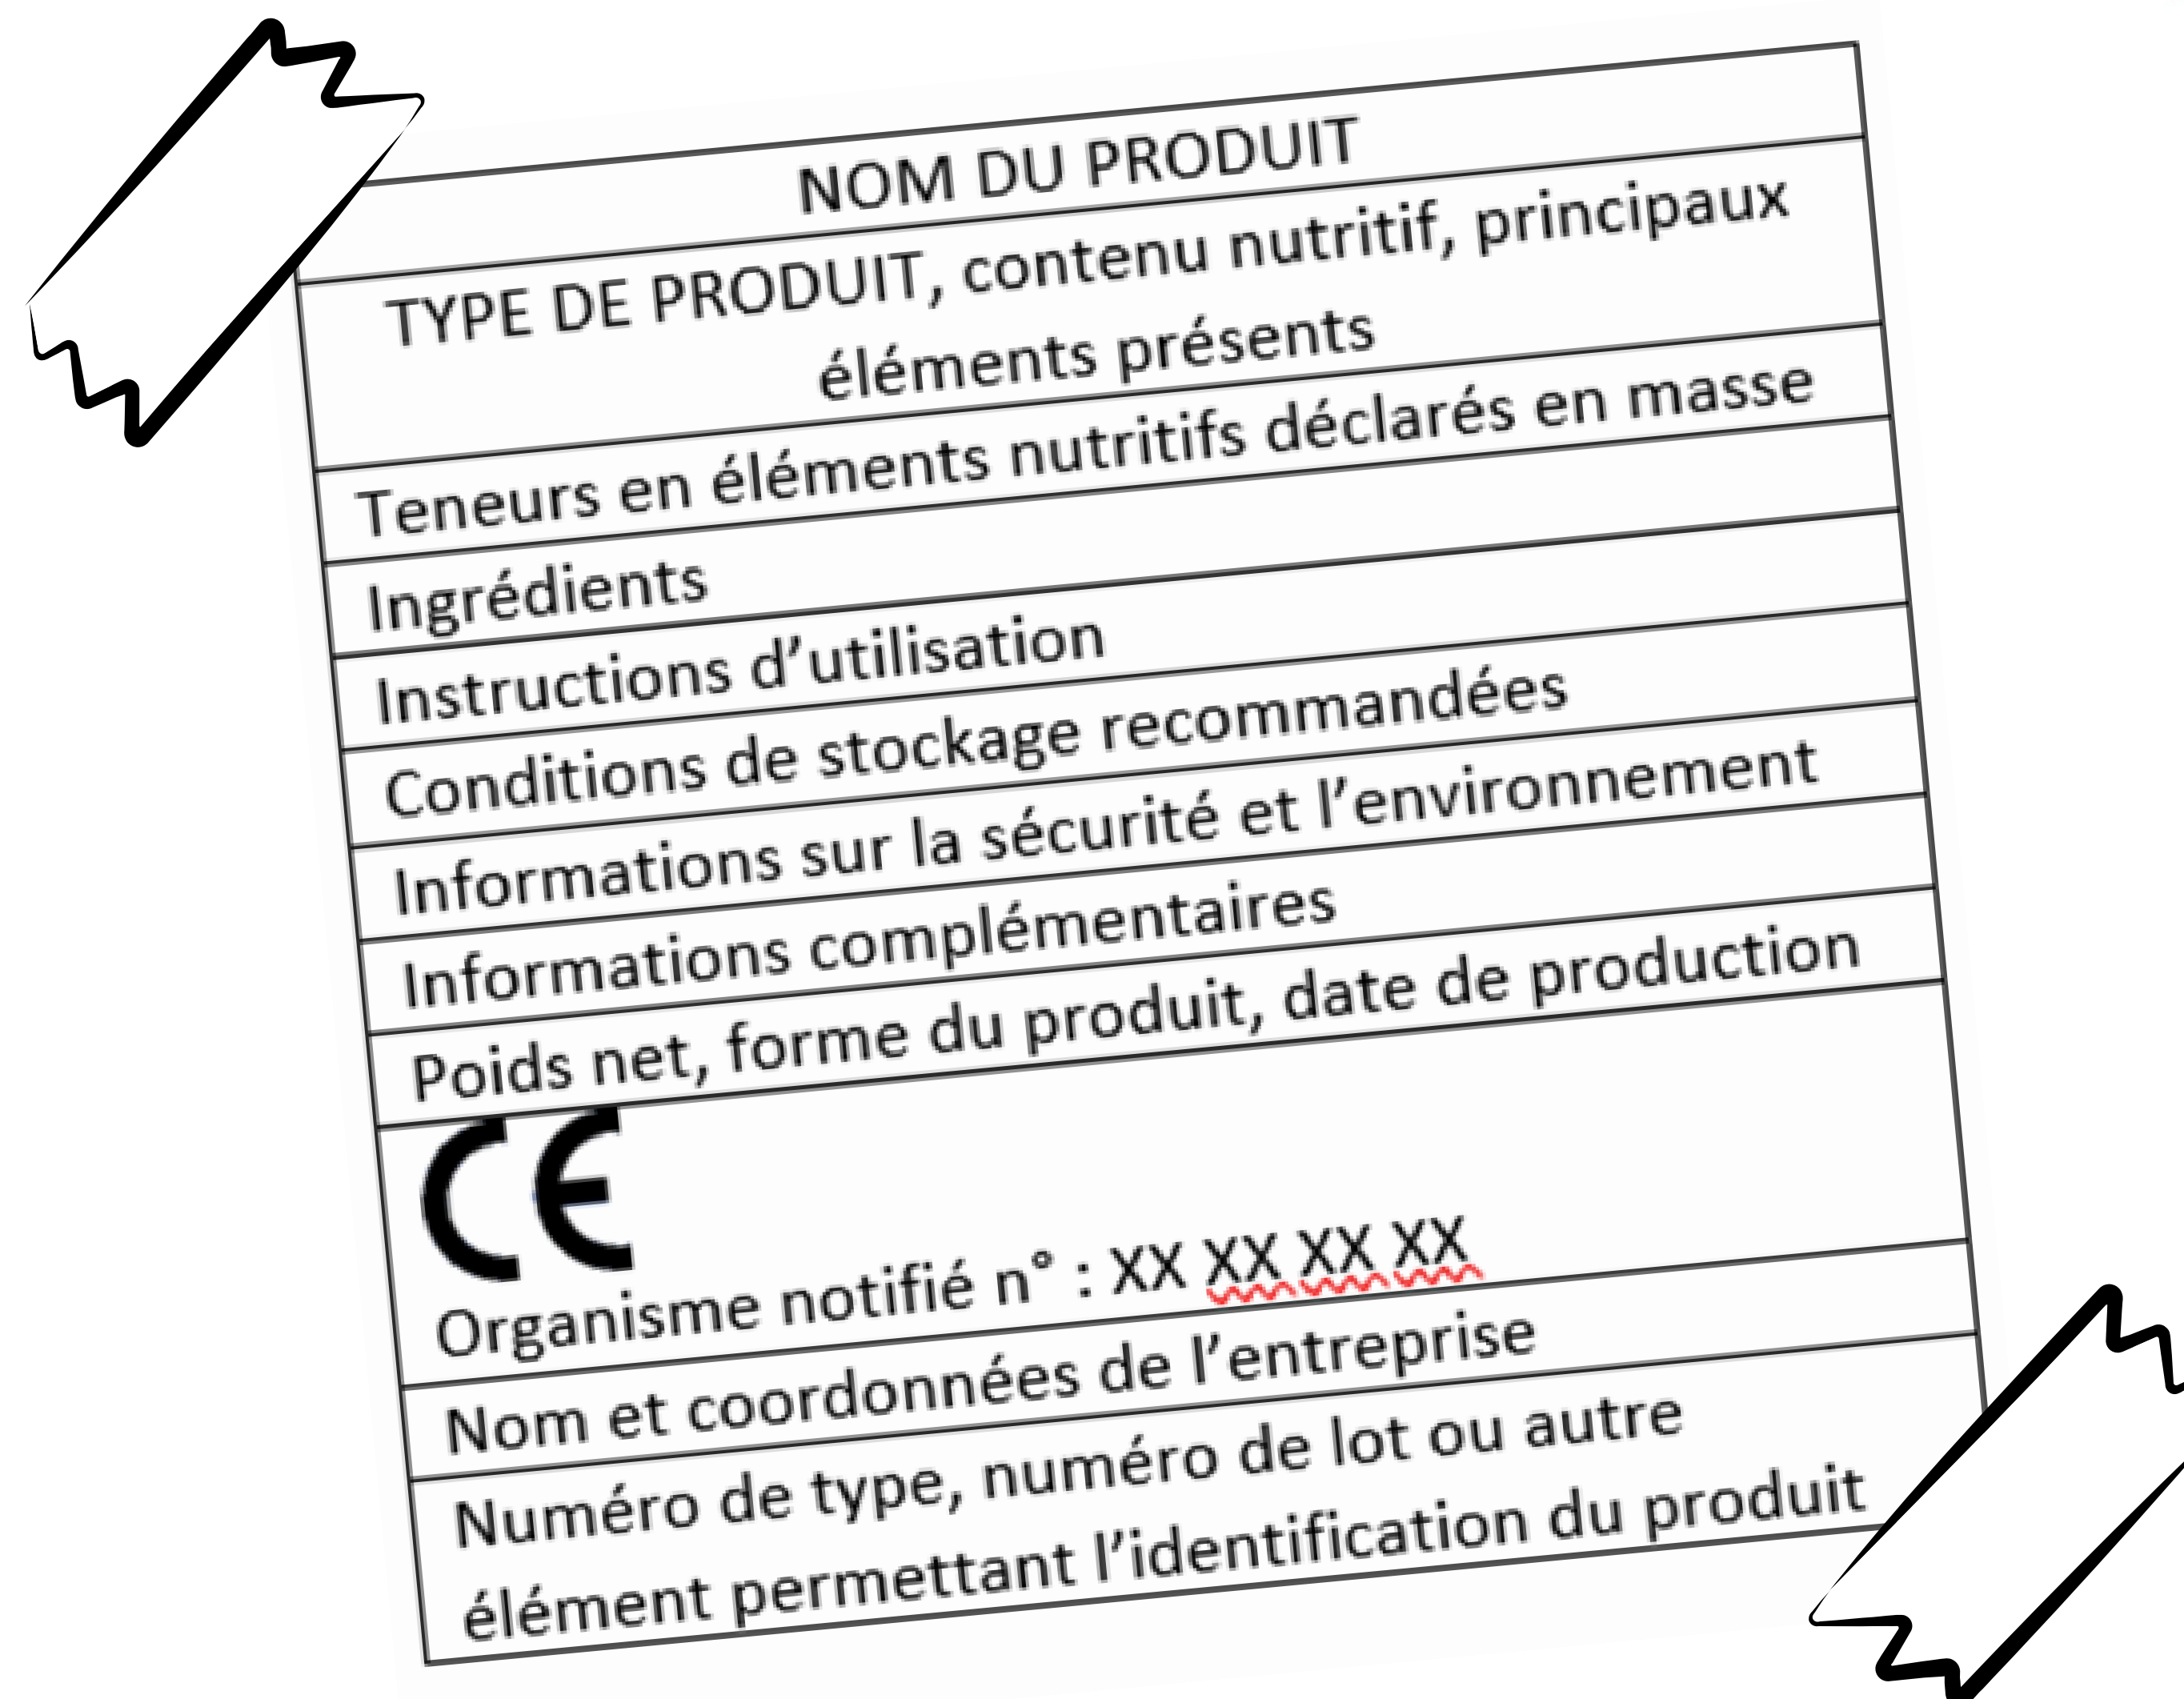 NOM DU PRODUIT
TYPE DE PRODUIT, contenu nutritif, principaux
éléments présents
Teneurs en éléments nutritifs déclarés en masse
Ingrédients
Instructions d’utilisation
Conditions de stockage recommandées
Informations sur la sécurité et l’environnement
Informations complémentaires
Poids net, forme du produit, date de production
CE
Organisme notifié n° : XX XX XX XX
Nom et coordonnées de l’entreprise
Numéro de type, numéro de lot ou autre
élément permettant l’identification du produit